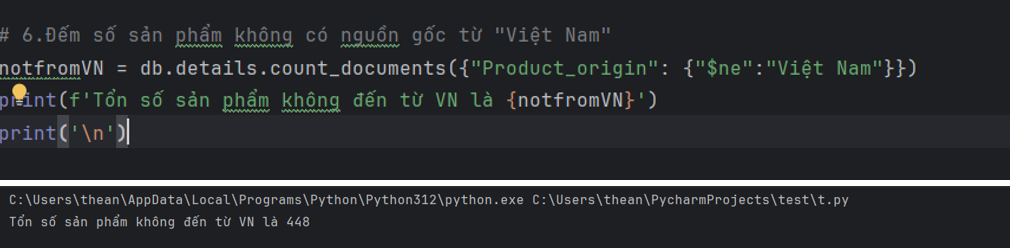 # 6.Đếm số sản phẩm không có nguồn gốc từ "Việt Nam"
notfromVN = db.details.count_documents({"Product_origin": {"$ne":"Việt Nam"}})
print(f'Tổn số sản phẩm không đến từ VN là {notfromVN}')
print('\n')
C:\Users\thean\AppData\Local\Programs\Python\Python312\python.exe C:\Users\thean\PycharmProjects\test\t.py
Tổn số sản phẩm không đến từ VN là 448